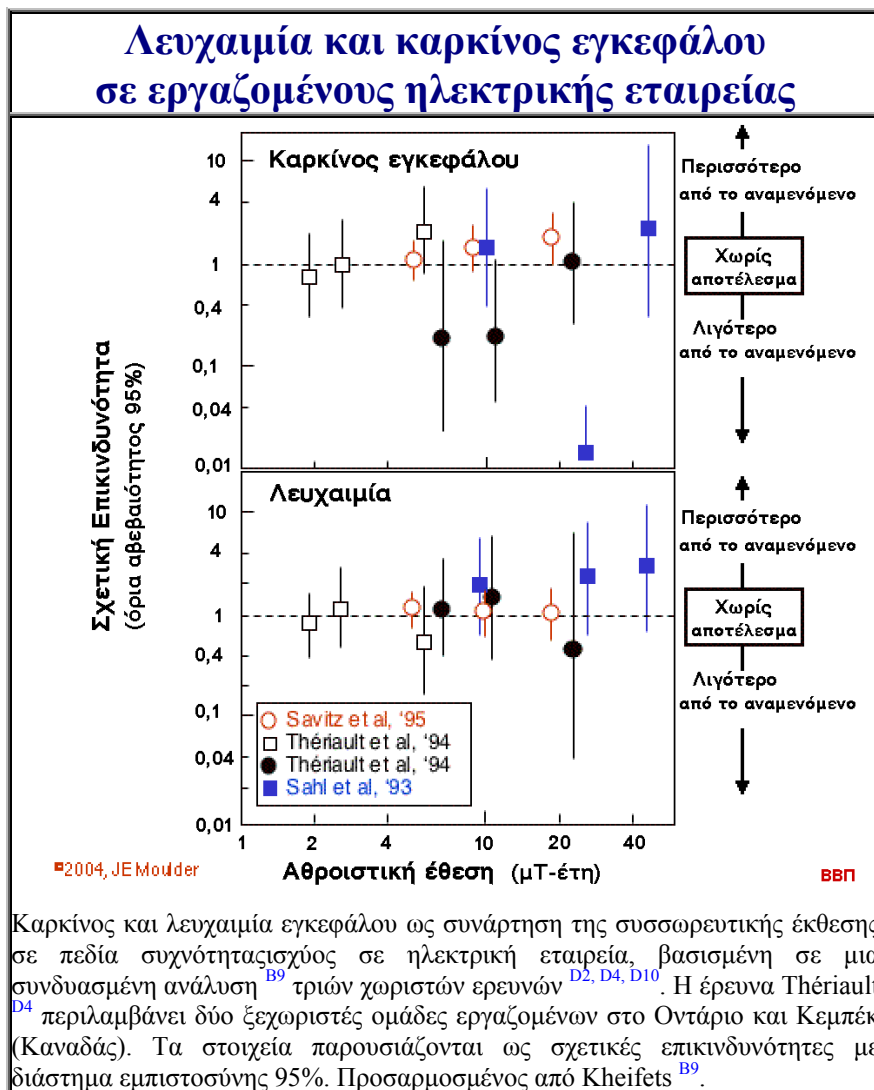 Λευχαιμία και καρκίνος εγκεφάλου
σε εργαζομένους ηλεκτρικής εταιρείας
Καρκίνος εγκεφάλου
10
4
1
0,4
0,1
0,04
0,01
Περισσότερο
από το αναμενόμενο
Χωρίς
αποτέλεσμα
Λιγότερο
από το αναμενόμενο
Σχετική Επικινδυνότητα
(όρια αβεβαιότητος 95%)
Λευχαιμία
10
4
1
0,4
0,1
0,04
0,01
Περισσότερο
από το αναμενόμενο
Χωρίς
αποτέλεσμα
Λιγότερο
από το αναμενόμενο
Savitz et al, ‘95
Thériault et al, ‘94
Thériault et al, ‘94
Sahl et al, ‘93
1 2 4 10 20 40
Αθροιστική έθεση (μΤ-έτη)
©2004, JE Moulder
ΒΒΠ
Καρκίνος και λευχαιμία εγκεφάλου ως συνάρτηση της συσσωρευτικής έκθεσης
σε πεδία συχνότηταςισχύος σε ηλεκτρική εταιρεία, βασισμένη σε μια
συνδυασμένη ανάλυση B9 τριών χωριστών ερευνών D2, D4, D10. Η έρευνα Thériault
D4 περιλαμβάνει δύο ξεχωριστές ομάδες εργαζομένων στο Οντάριο και Κεμπέκ
(Καναδάς). Τα στοιχεία παρουσιάζονται ως σχετικές επικινδυνότητες με
διάστημα εμπιστοσύνης 95%. Προσαρμοσμένος από Kheifets B9.